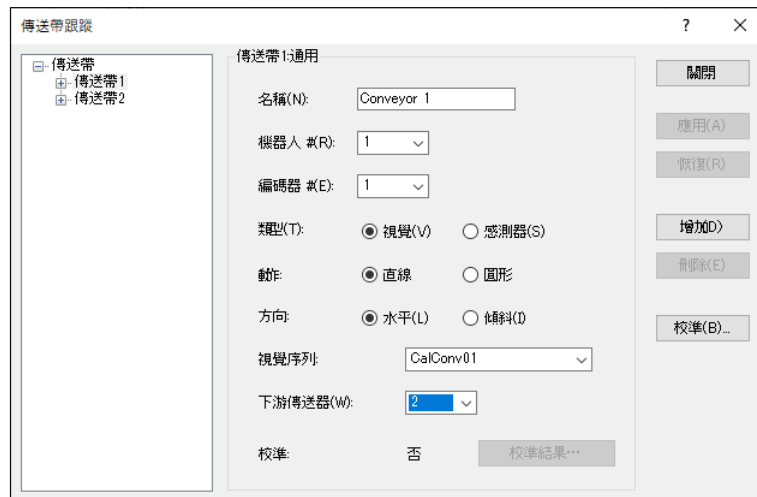 傳送帶跟蹤
?
傳送帶
傳送帶1
傳送帶2
傳送帶1:通用
名稱(N): Conveyor 1
機器人 #(R): 1
編碼器 #(E): 1
類型(T): 視覺(V) 感測器(S)
動作: 直線 圓形
方向: 水平(L) 傾斜(I)
視覺序列: CalConv01
下游傳送器(W): 2
校準: 否 校準結果…
關閉
應用(A)
恢復(R)
增加(D)
刪除(E)
校準(B)...